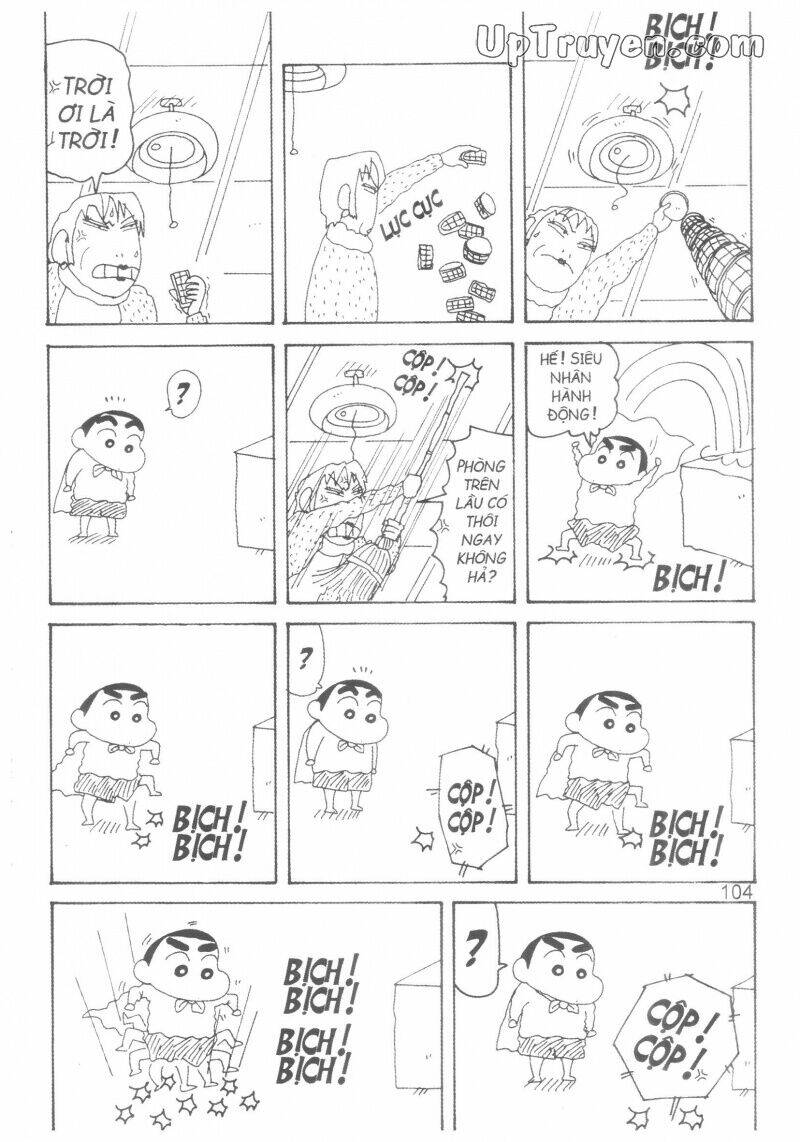 UpTruyen.com
BỊCH!
BỊCH!
LỤC CỤC
TRỜI
ƠI LÀ
TRỜI!
HẾ! SIÊU
NHÂN
HÀNH
ĐỘNG!
BỊCH!
CỘP!
CỘP!
PHÒNG
TRÊN
LẦU CÓ
THÔI
NGAY
KHÔNG
HẢ?
?
BỊCH!
BỊCH!
?
CỘP!
CỘP!
BỊCH!
BỊCH!
104
?
CỘP!
CỘP!
BỊCH!
BỊCH!
BỊCH!
BỊCH!